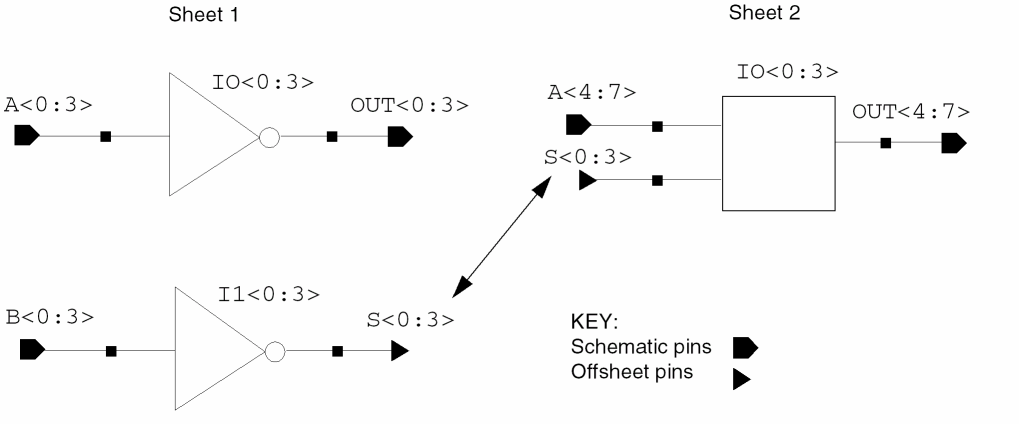 Sheet 1
Sheet 2
IO<0:3>
A<0:3>
OUT<0:3>
IO<0:3>
A<4:7>
OUT<4:7>
S<0:3>
I1<0:3>
B<0:3>
S<0:3>
KEY:
Schematic pins
Offsheet pins